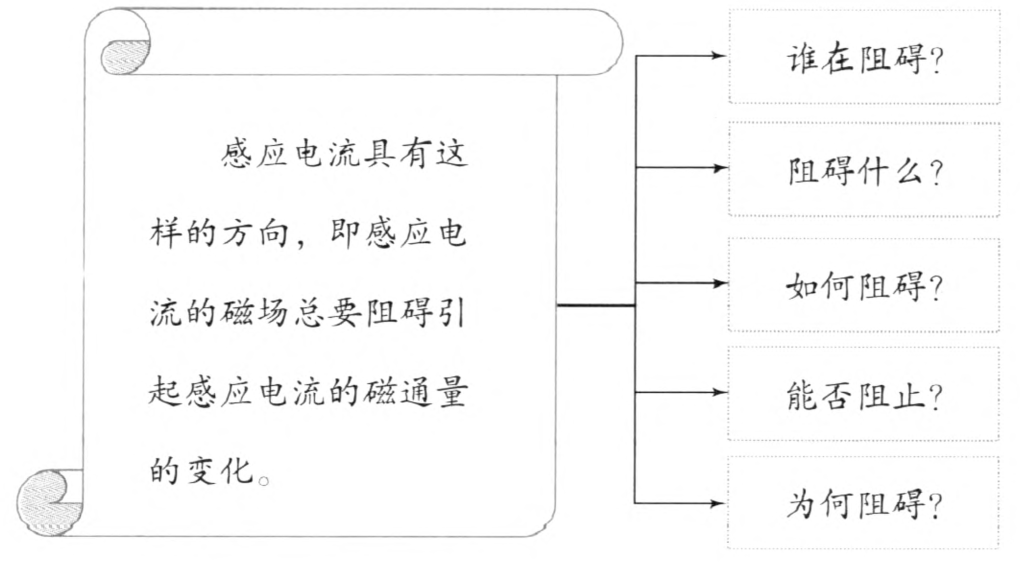 感应电流具有这
样的方向，即感应电
流的磁场总要阻碍引
起感应电流的磁通量
的变化。
谁在阻碍？
阻碍什么？
如何阻碍？
能否阻止？
为何阻碍？